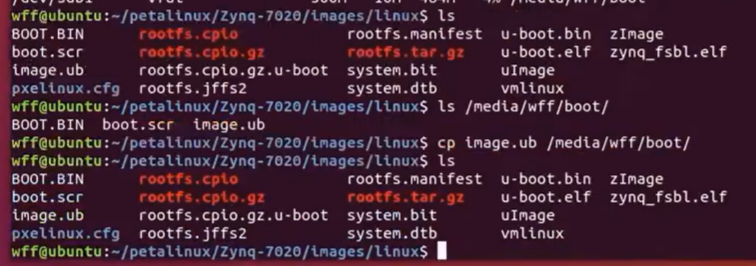 wff@ubuntu:~/petalinux/Zynq-7020/images/linux$ ls
BOOT.BIN rootfs.cpio rootfs.manifest u-boot.bin zImage
boot.scr rootfs.cpio.gz rootfs.tar.gz u-boot.elf zynq_fsbl.elf
image.ub rootfs.cpio.gz.u-boot system.bit uImage
pxelinux.cfg rootfs.jffs2 system.dtb vmlinux
wff@ubuntu:~/petalinux/Zynq-7020/images/linux$ ls /media/wff/boot/
BOOT.BIN boot.scr image.ub
wff@ubuntu:~/petalinux/Zynq-7020/images/linux$ cp image.ub /media/wff/boot/
wff@ubuntu:~/petalinux/Zynq-7020/images/linux$ ls
BOOT.BIN rootfs.cpio rootfs.manifest u-boot.bin zImage
boot.scr rootfs.cpio.gz rootfs.tar.gz u-boot.elf zynq_fsbl.elf
image.ub rootfs.cpio.gz.u-boot system.bit uImage
pxelinux.cfg rootfs.jffs2 system.dtb vmlinux
wff@ubuntu:~/petalinux/Zynq-7020/images/linux$